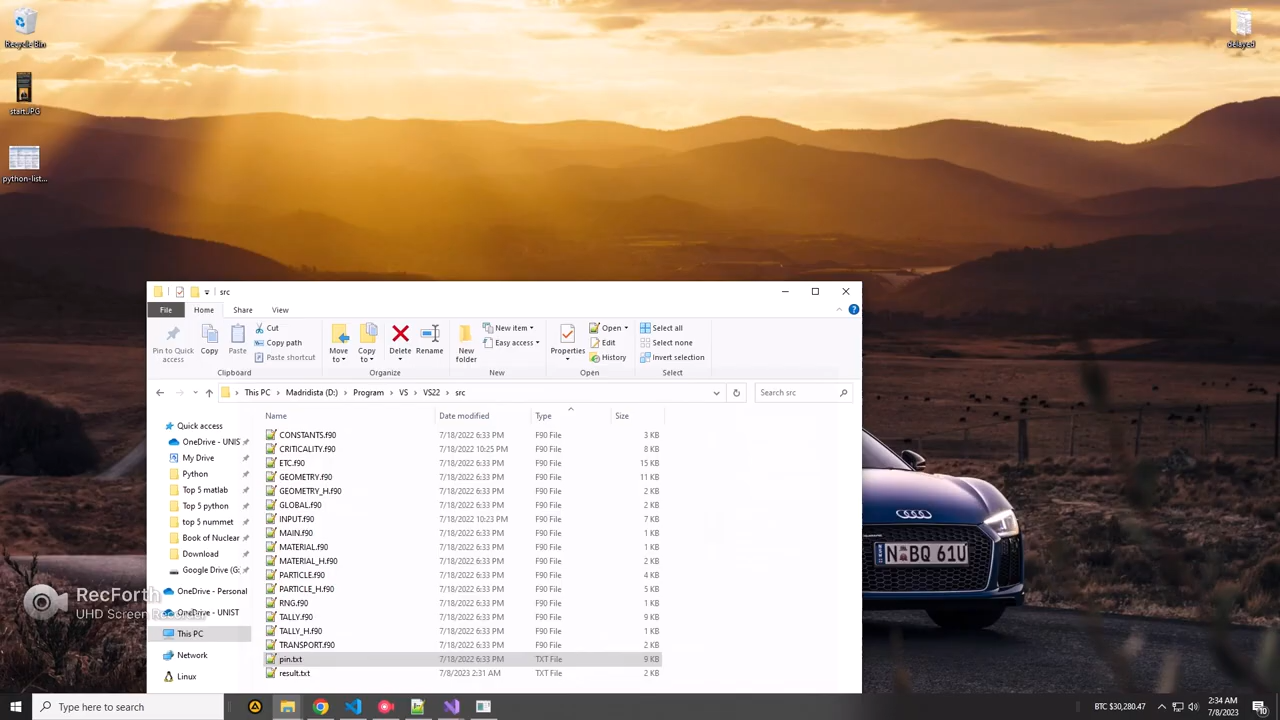 Recycle Bin
delayed
start.JPG
python-list...
src
File
Home
Share
View
Pin to Quick access
Copy
Paste
Cut
Copy path
Paste shortcut
Move to
Copy to
Delete
Rename
New folder
New item
Easy access
Properties
Open
Edit
History
Select all
Select none
Invert selection
Clipboard
Organize
New
Open
Select
This PC > Madridista (D:) > Program > VS > VS22 > src
Search src
Quick access
OneDrive - UNIS
My Drive
Python
Top 5 matlab
Top 5 python
top 5 nummet
Book of Nuclear
Download
Google Drive (G:
OneDrive - Personal
OneDrive - UNIST
This PC
Network
Linux
Name Date modified Type Size
CONSTANTS.f90 7/18/2022 6:33 PM F90 File 3 KB
CRITICALITY.f90 7/18/2022 10:25 PM F90 File 8 KB
ETC.f90 7/18/2022 6:33 PM F90 File 15 KB
GEOMETRY.f90 7/18/2022 6:33 PM F90 File 11 KB
GEOMETRY_H.f90 7/18/2022 6:33 PM F90 File 2 KB
GLOBAL.f90 7/18/2022 6:33 PM F90 File 2 KB
INPUT.f90 7/18/2022 10:23 PM F90 File 7 KB
MAIN.f90 7/18/2022 6:33 PM F90 File 1 KB
MATERIAL.f90 7/18/2022 6:33 PM F90 File 1 KB
MATERIAL_H.f90 7/18/2022 6:33 PM F90 File 2 KB
PARTICLE.f90 7/18/2022 6:33 PM F90 File 4 KB
PARTICLE_H.f90 7/18/2022 6:33 PM F90 File 5 KB
RNG.f90 7/18/2022 6:33 PM F90 File 1 KB
TALLY.f90 7/18/2022 6:33 PM F90 File 9 KB
TALLY_H.f90 7/18/2022 6:33 PM F90 File 1 KB
TRANSPORT.f90 7/18/2022 6:33 PM F90 File 8 KB
pin.txt 7/18/2022 6:33 PM TXT File 9 KB
result.txt 7/8/2023 2:31 AM TXT File 2 KB
RecForth
UHD Screen Recorder
N BQ 61U
Type here to search
BTC $30,280.47
2:34 AM
7/8/2023
10